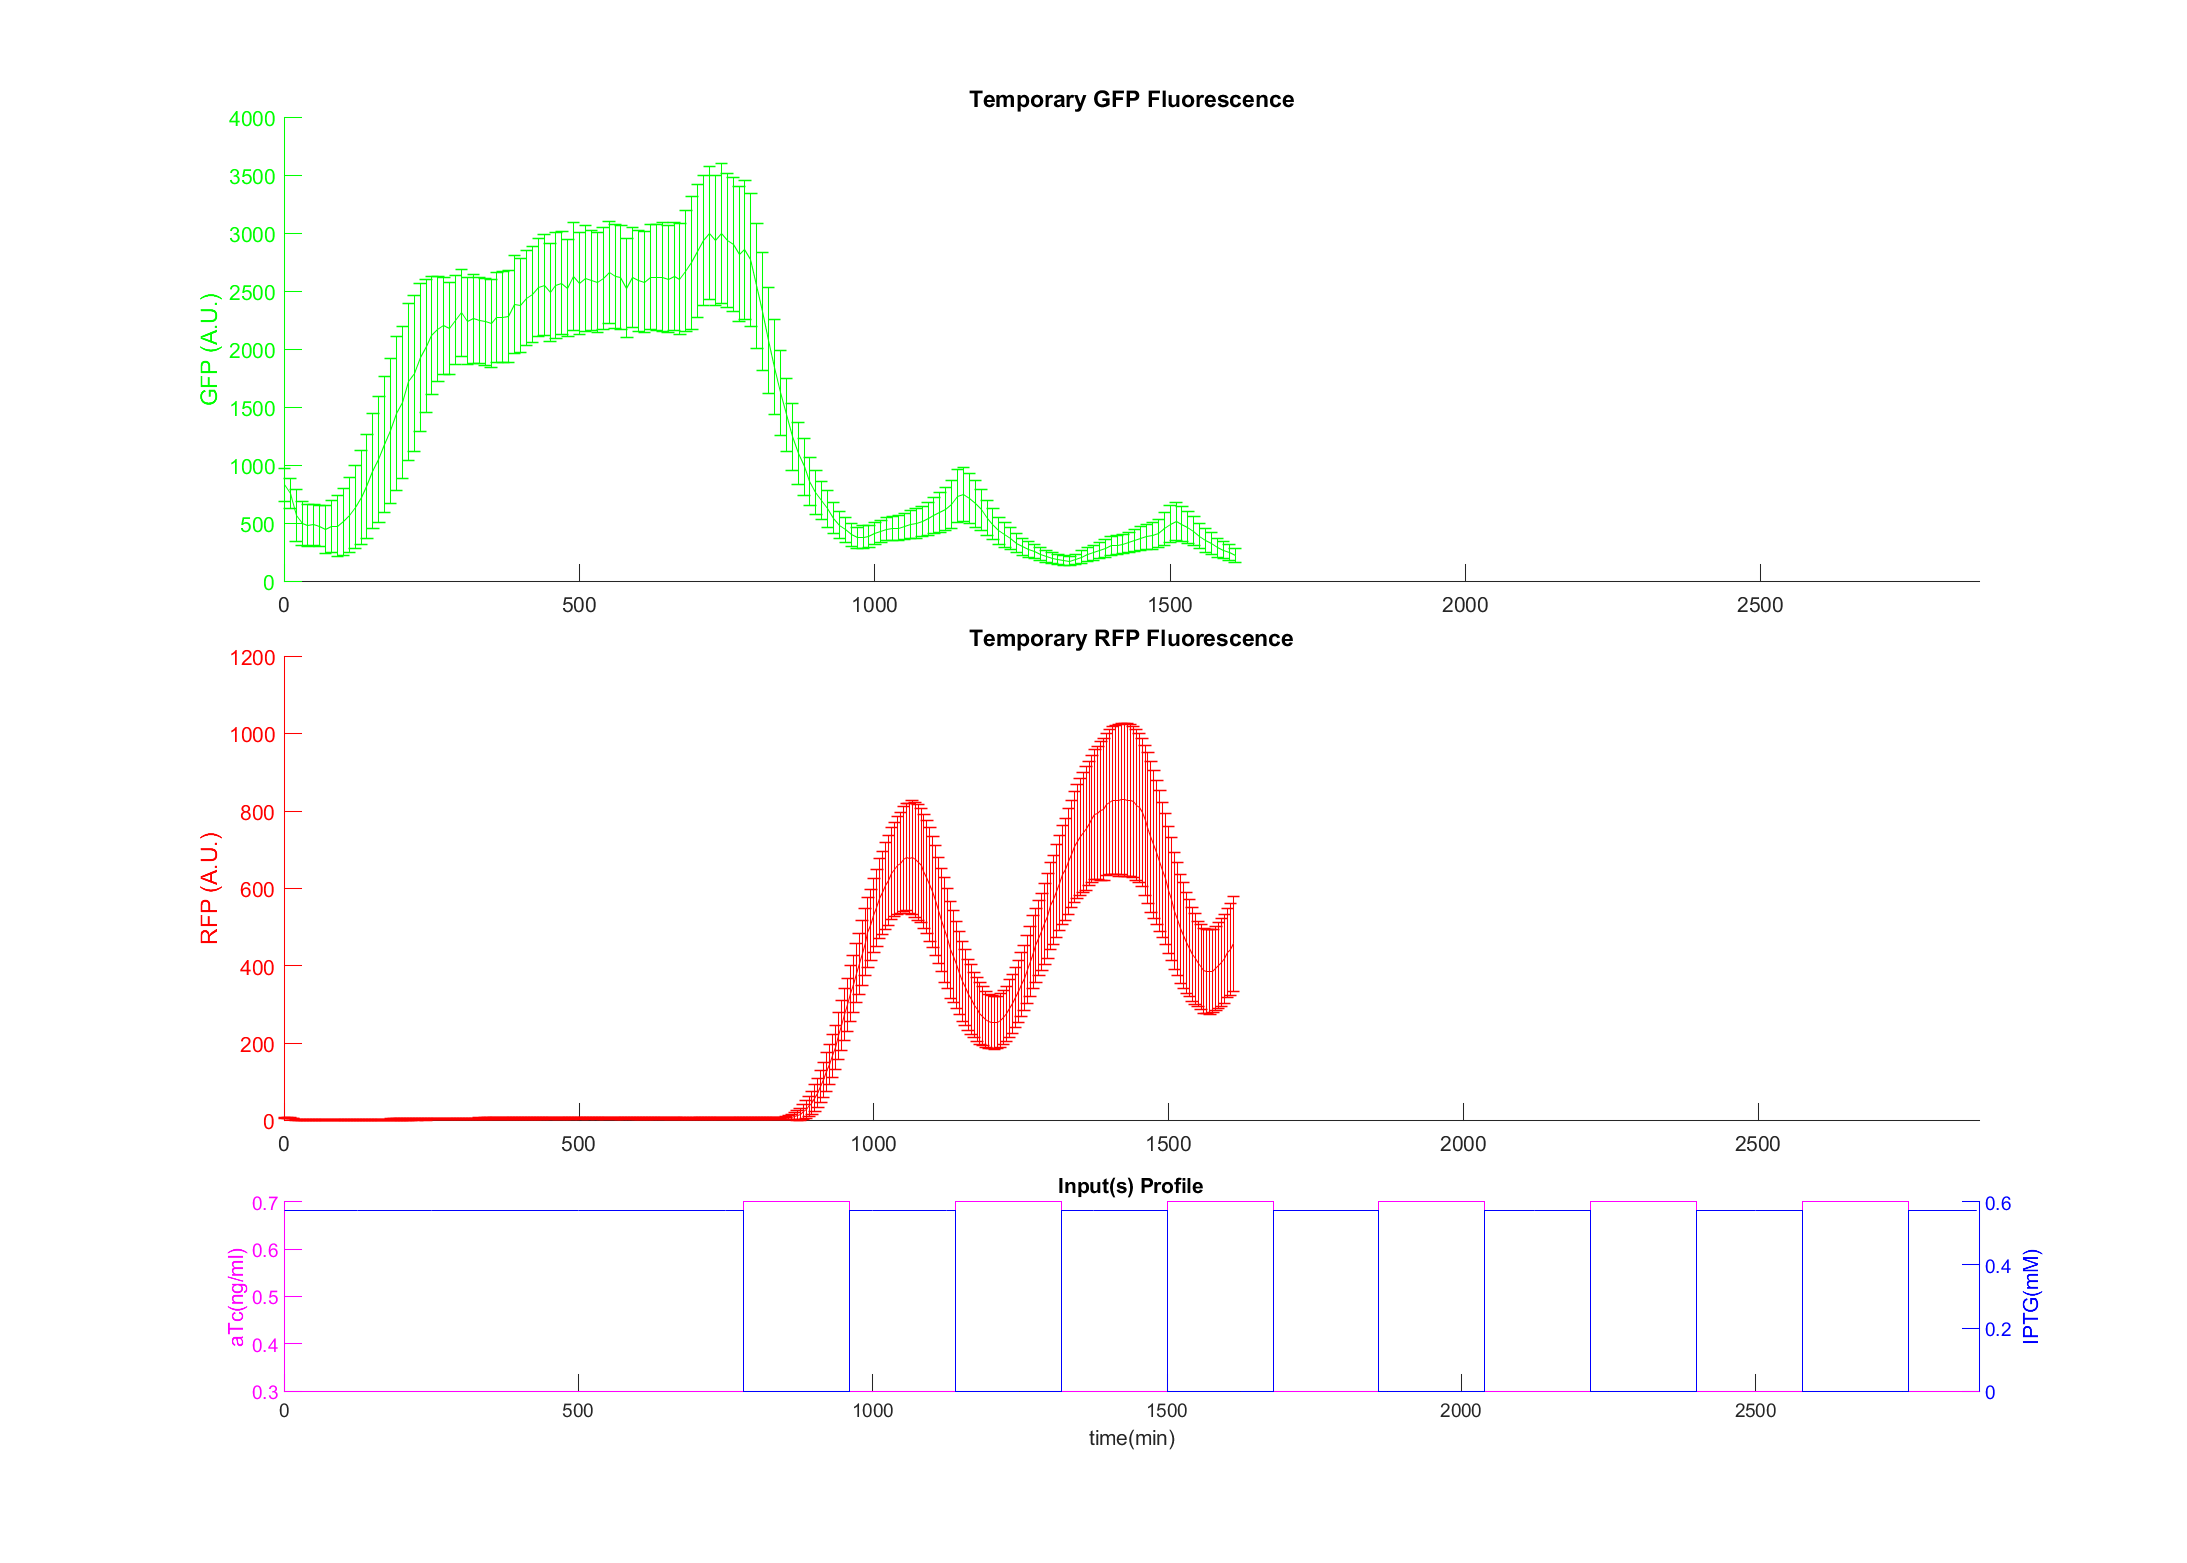 Temporary GFP Fluorescence
4000
3500
3000
2500
2000
1500
1000
500
0
GFP (A.U.)
0 500 1000 1500 2000 2500
Temporary RFP Fluorescence
1200
1000
800
600
400
200
0
RFP (A.U.)
0 500 1000 1500 2000 2500
Input(s) Profile
0.7
0.6
0.5
0.4
0.3
aTc(ng/ml)
0.6
0.4
0.2
0
IPTG(mM)
0 500 1000 1500 2000 2500
time(min)